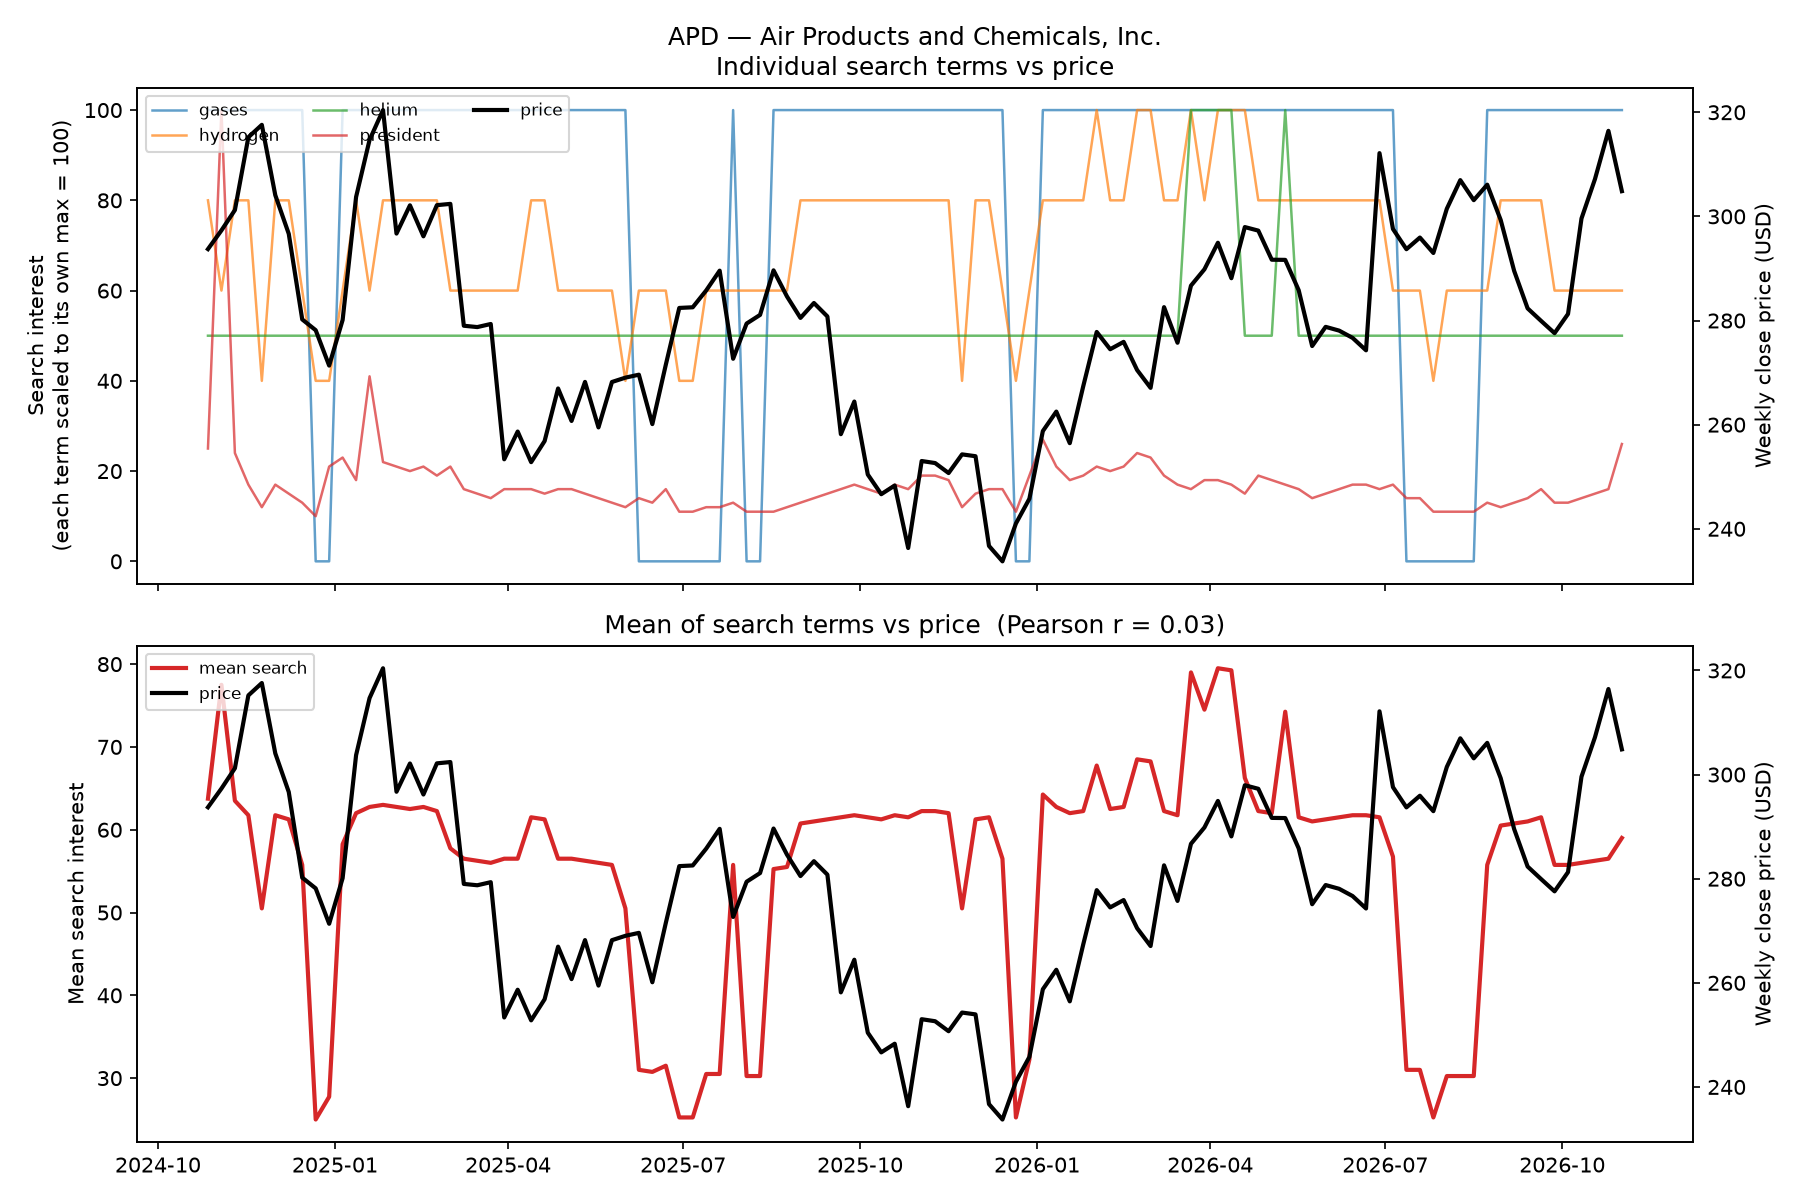 APD — Air Products and Chemicals, Inc.
Individual search terms vs price
gases
hydrogen
helium
president
price
Search interest
(each term scaled to its own max = 100)
100
80
60
40
20
0
320
300
280
260
240
Weekly close price (USD)
Mean of search terms vs price (Pearson r = 0.03)
mean search
price
Mean search interest
80
70
60
50
40
30
320
300
280
260
240
Weekly close price (USD)
2024-10 2025-01 2025-04 2025-07 2025-10 2026-01 2026-04 2026-07 2026-10